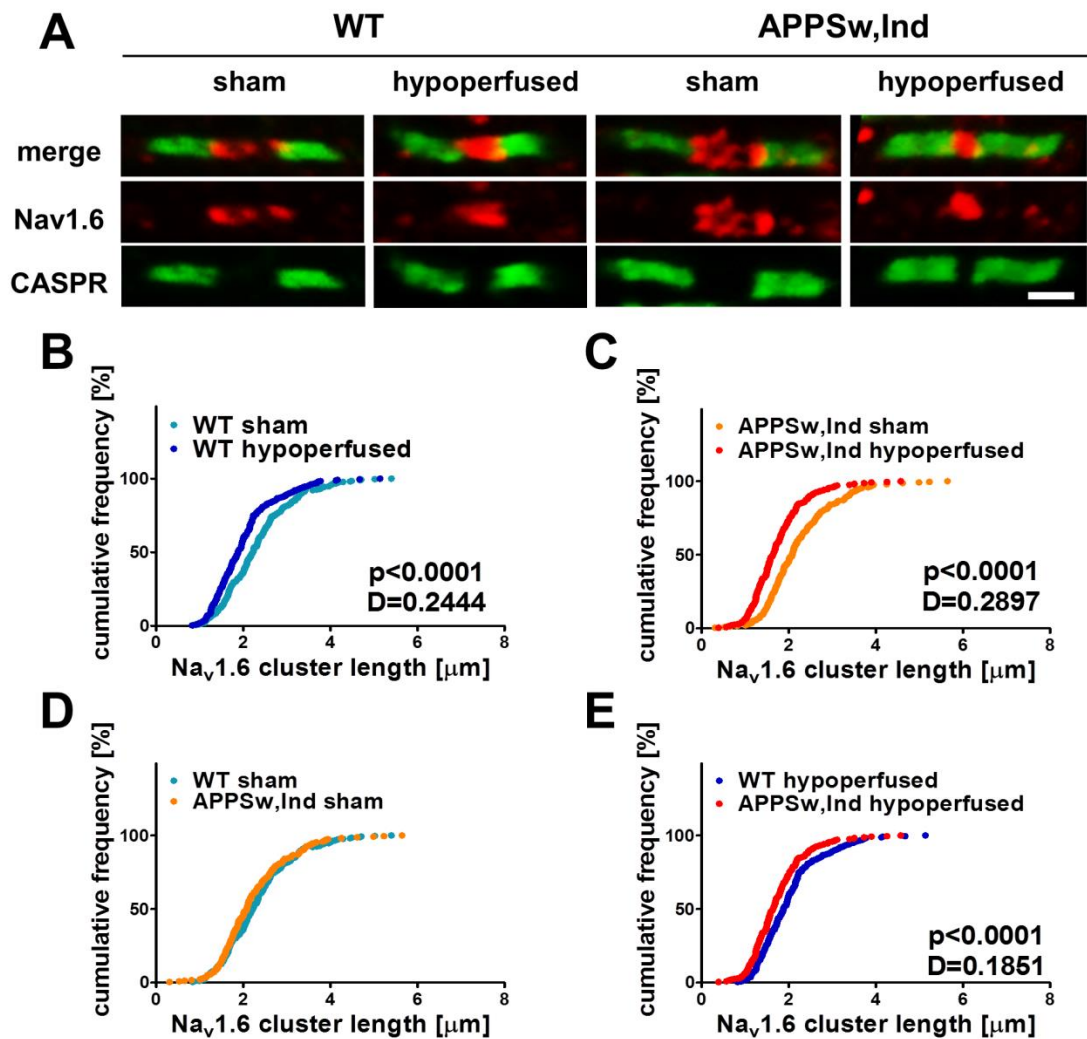 A
WT
APPSw,Ind
sham
hypoperfused
sham
hypoperfused
merge
Nav1.6
CASPR
B
cumulative frequency [%]
WT sham
WT hypoperfused
100
50
0
p<0.0001
D=0.2444
0 2 4 6 8
Nav1.6 cluster length [μm]
C
cumulative frequency [%]
APPSw,Ind sham
APPSw,Ind hypoperfused
100
50
0
p<0.0001
D=0.2897
0 2 4 6 8
Nav1.6 cluster length [μm]
D
cumulative frequency [%]
WT sham
APPSw,Ind sham
100
50
0
0 2 4 6 8
Nav1.6 cluster length [μm]
E
cumulative frequency [%]
WT hypoperfused
APPSw,Ind hypoperfused
100
50
0
p<0.0001
D=0.1851
0 2 4 6 8
Nav1.6 cluster length [μm]